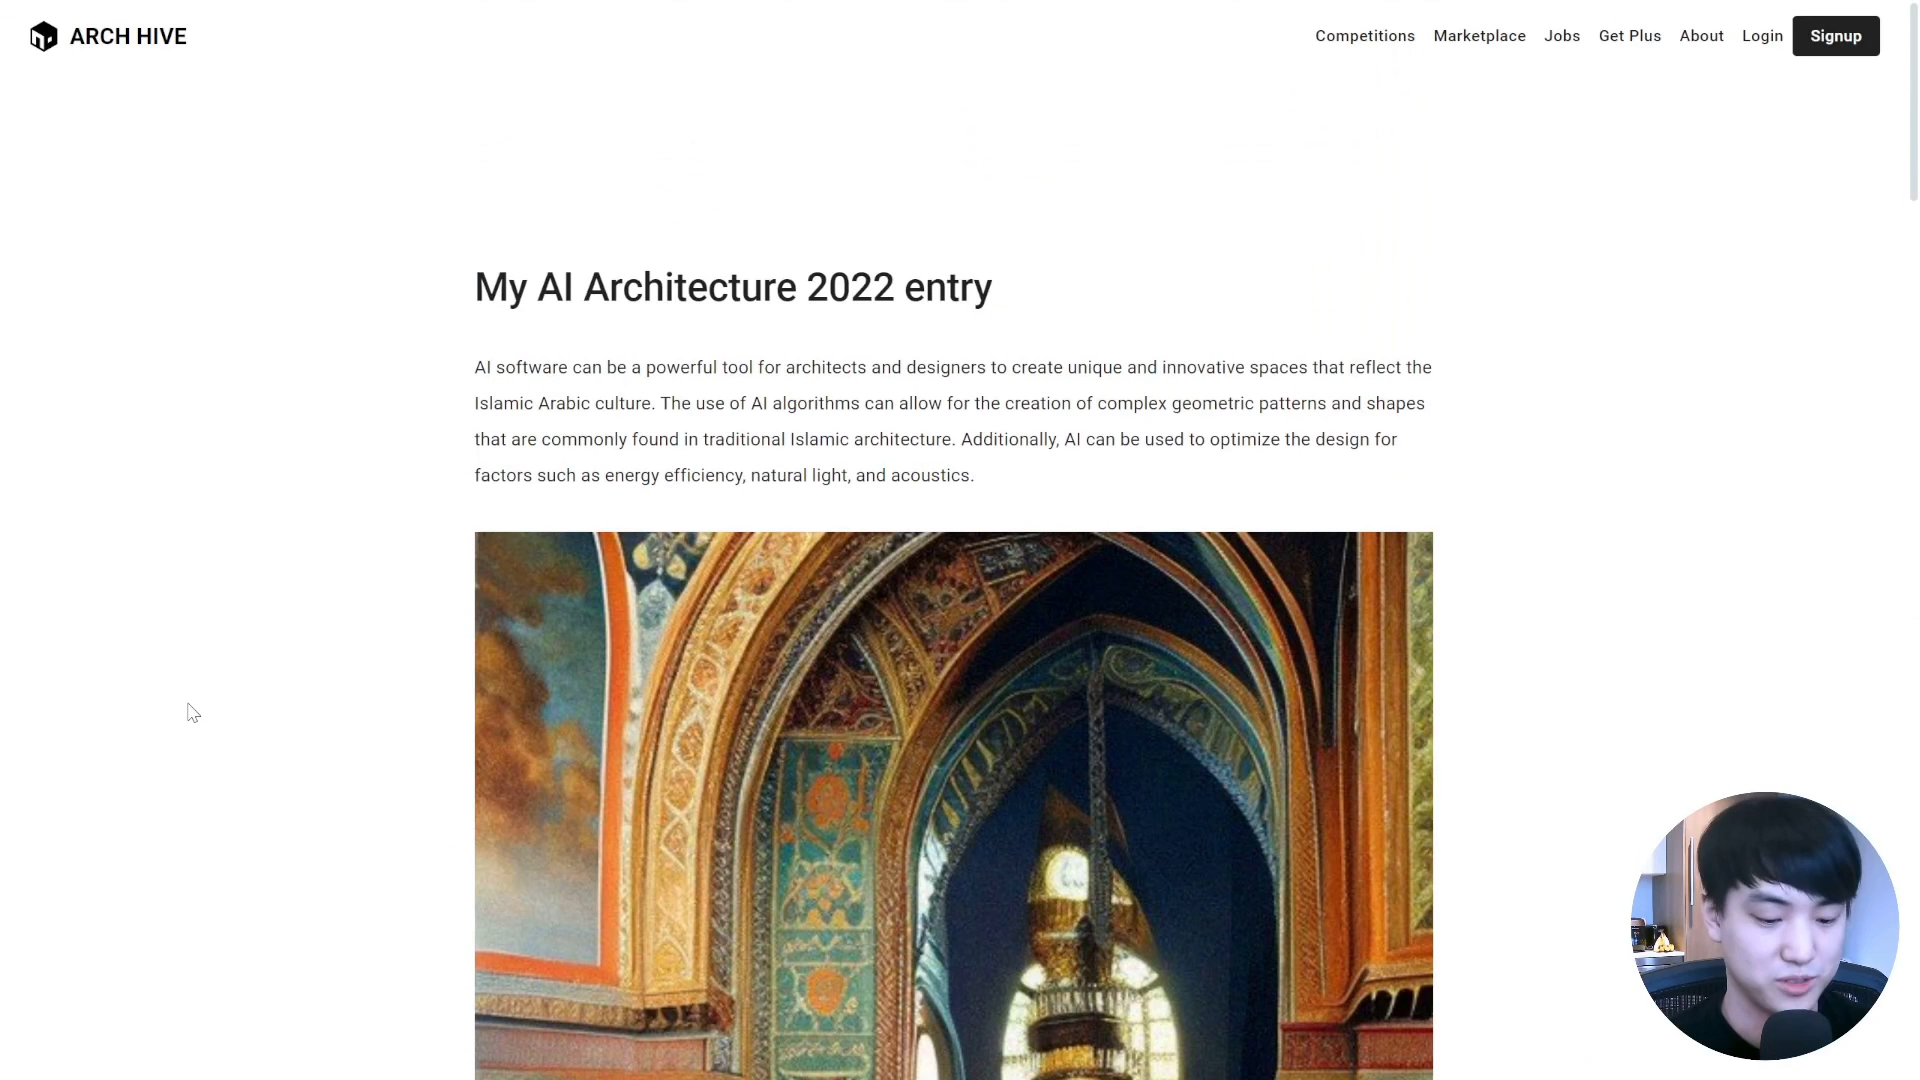 ARCH HIVE
Competitions Marketplace Jobs Get Plus About Login Signup
My AI Architecture 2022 entry
AI software can be a powerful tool for architects and designers to create unique and innovative spaces that reflect the
Islamic Arabic culture. The use of AI algorithms can allow for the creation of complex geometric patterns and shapes
that are commonly found in traditional Islamic architecture. Additionally, AI can be used to optimize the design for
factors such as energy efficiency, natural light, and acoustics.